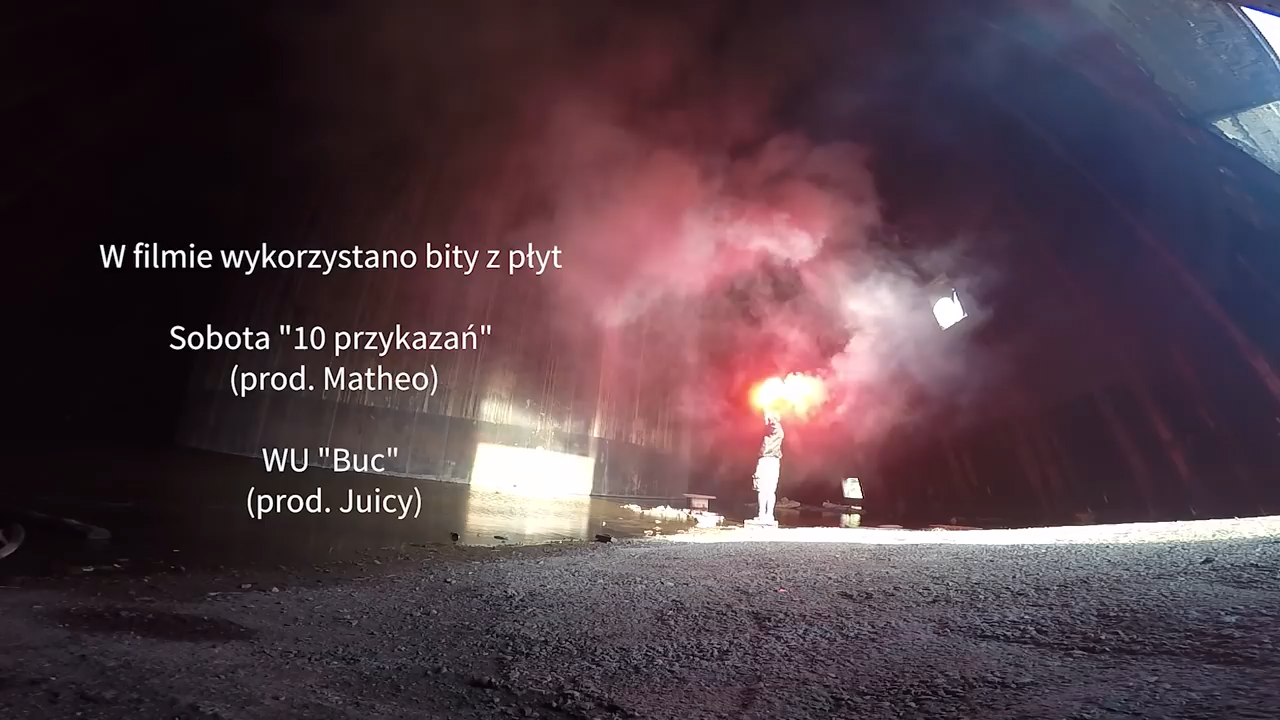 W filmie wykorzystano bity z płyt
Sobota "10 przykazań"
(prod. Matheo)
WU "Buc"
(prod. Juicy)